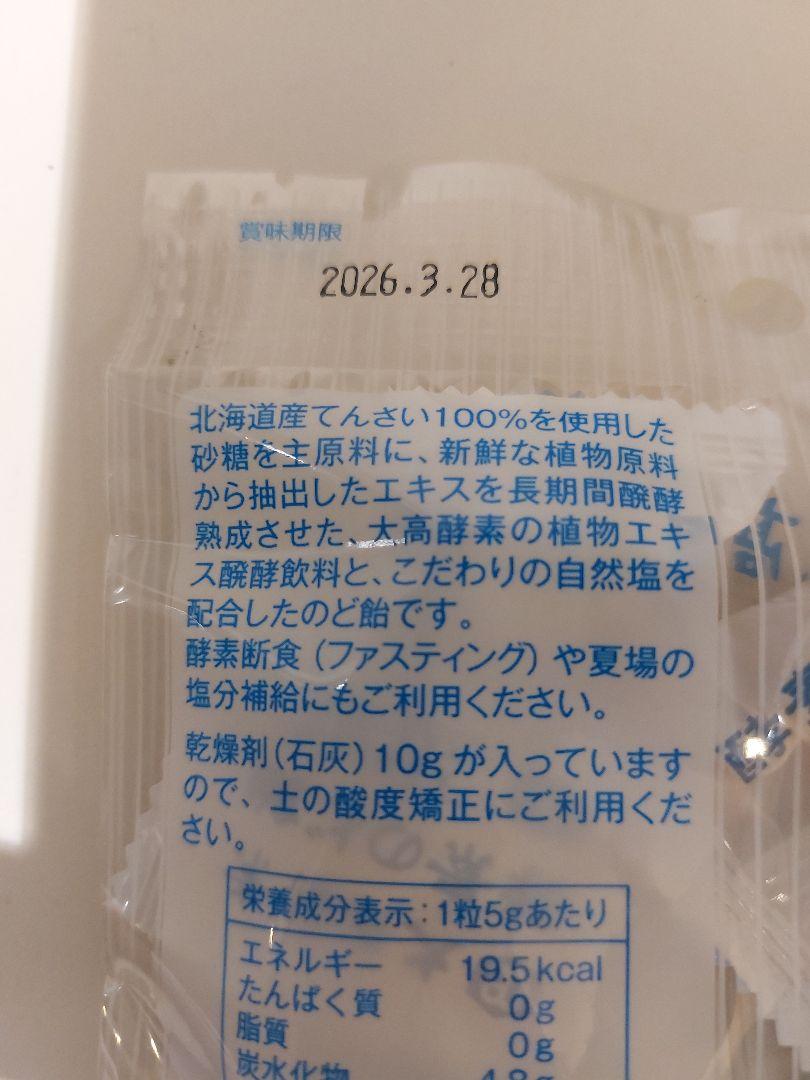 賞味期限
2026.3.28
北海道産てんさい100%を使用した
砂糖を主原料に、新鮮な植物原料
から抽出したエキスを長期間醗酵
熟成させた、大高酵素の植物エキ
ス醗酵飲料と、こだわりの自然塩を
配合したのど飴です。
酵素断食（ファスティング）や夏場の
塩分補給にもご利用ください。
乾燥剤（石灰）10gが入っています
ので、土の酸度矯正にご利用くだ
さい。
栄養成分表示：1粒5gあたり
エネルギー 19.5kcal
たんぱく質 0g
脂質 0g
炭水化物 4.8g